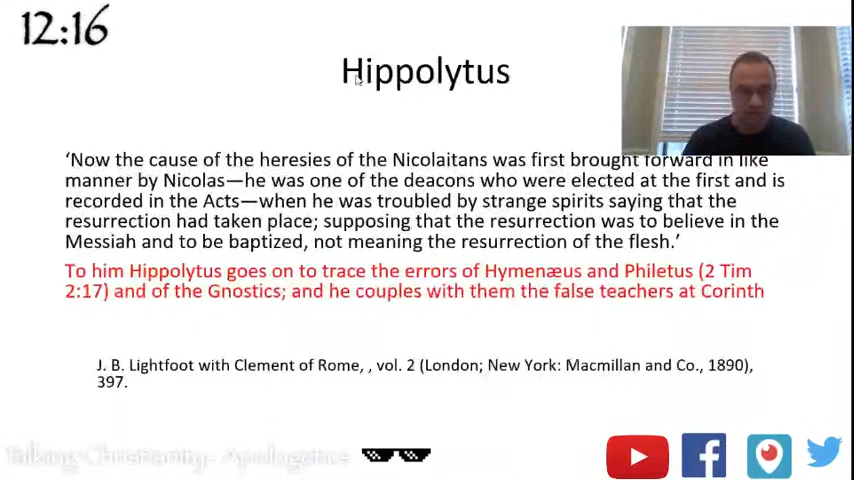 12:16
Hippolytus
‘Now the cause of the heresies of the Nicolaitans was first brought forward in like
manner by Nicolas—he was one of the deacons who were elected at the first and is
recorded in the Acts—when he was troubled by strange spirits saying that the
resurrection had taken place; supposing that the resurrection was to believe in the
Messiah and to be baptized, not meaning the resurrection of the flesh.’
To him Hippolytus goes on to trace the errors of Hymenæus and Philetus (2 Tim
2:17) and of the Gnostics; and he couples with them the false teachers at Corinth
J. B. Lightfoot with Clement of Rome, , vol. 2 (London; New York: Macmillan and Co., 1890),
397.
Talking Christianity- Apologetics